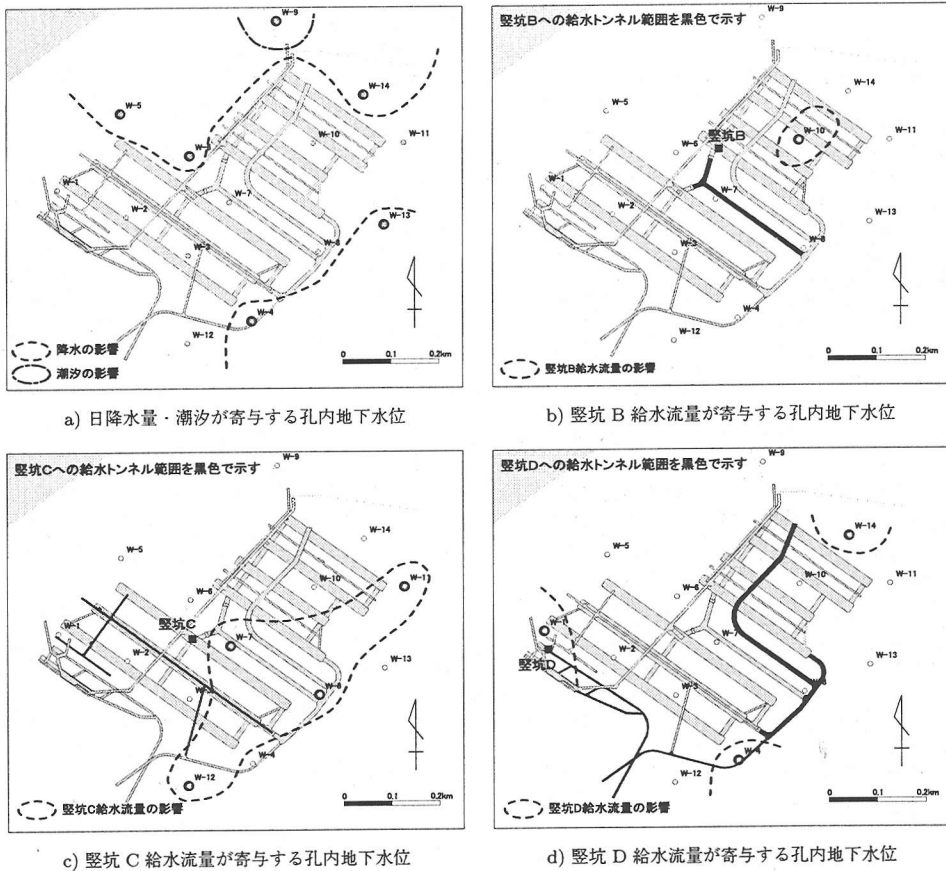 W-9
W-5
W-14
W-6
W-10
W-11
W-1
W-7
W-2
W-13
W-3
W-8
W-4
W-12
降水の影響
潮汐の影響
0 0.1 0.2km
a) 日降水量・潮汐が寄与する孔内地下水位
竪坑Bへの給水トンネル範囲を黒色で示す
W-9
W-14
W-5
竪坑B
W-10
W-11
W-6
W-1
W-7
W-2
W-13
W-3
W-8
W-4
W-12
竪坑B給水流量の影響
0 0.1 0.2km
b) 竪坑 B 給水流量が寄与する孔内地下水位
竪坑Cへの給水トンネル範囲を黒色で示す
W-9
W-14
W-5
W-10
W-11
W-6
竪坑C
W-1
W-7
W-2
W-13
W-8
W-4
W-12
竪坑C給水流量の影響
0 0.1 0.2km
c) 竪坑 C 給水流量が寄与する孔内地下水位
竪坑Dへの給水トンネル範囲を黒色で示す
W-9
W-14
W-5
W-10
W-11
W-6
W-7
竪坑D
W-2
W-13
W-3
W-4
W-12
竪坑D給水流量の影響
0 0.1 0.2km
d) 竪坑 D 給水流量が寄与する孔内地下水位